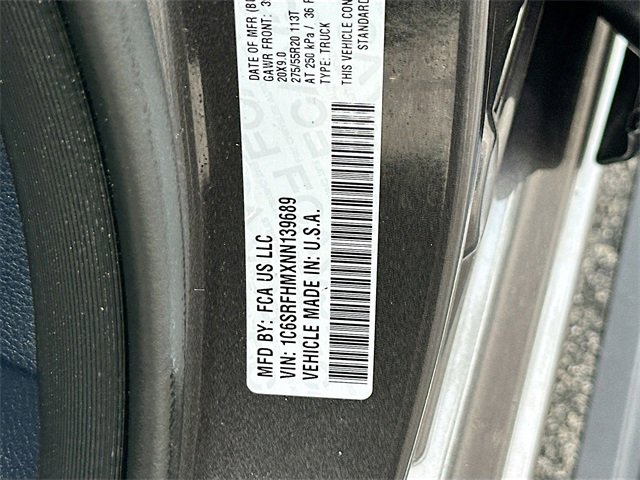 MFD BY: FCA US LLC
DATE OF MFR
GAWR FRONT:
VIN: 1C6SRFHMXNN139689
20X9.0
275/55R20 113T
VEHICLE MADE IN: U.S.A.
AT 250 kPa / 36
TYPE: TRUCK
THIS VEHICLE CON
STANDARD